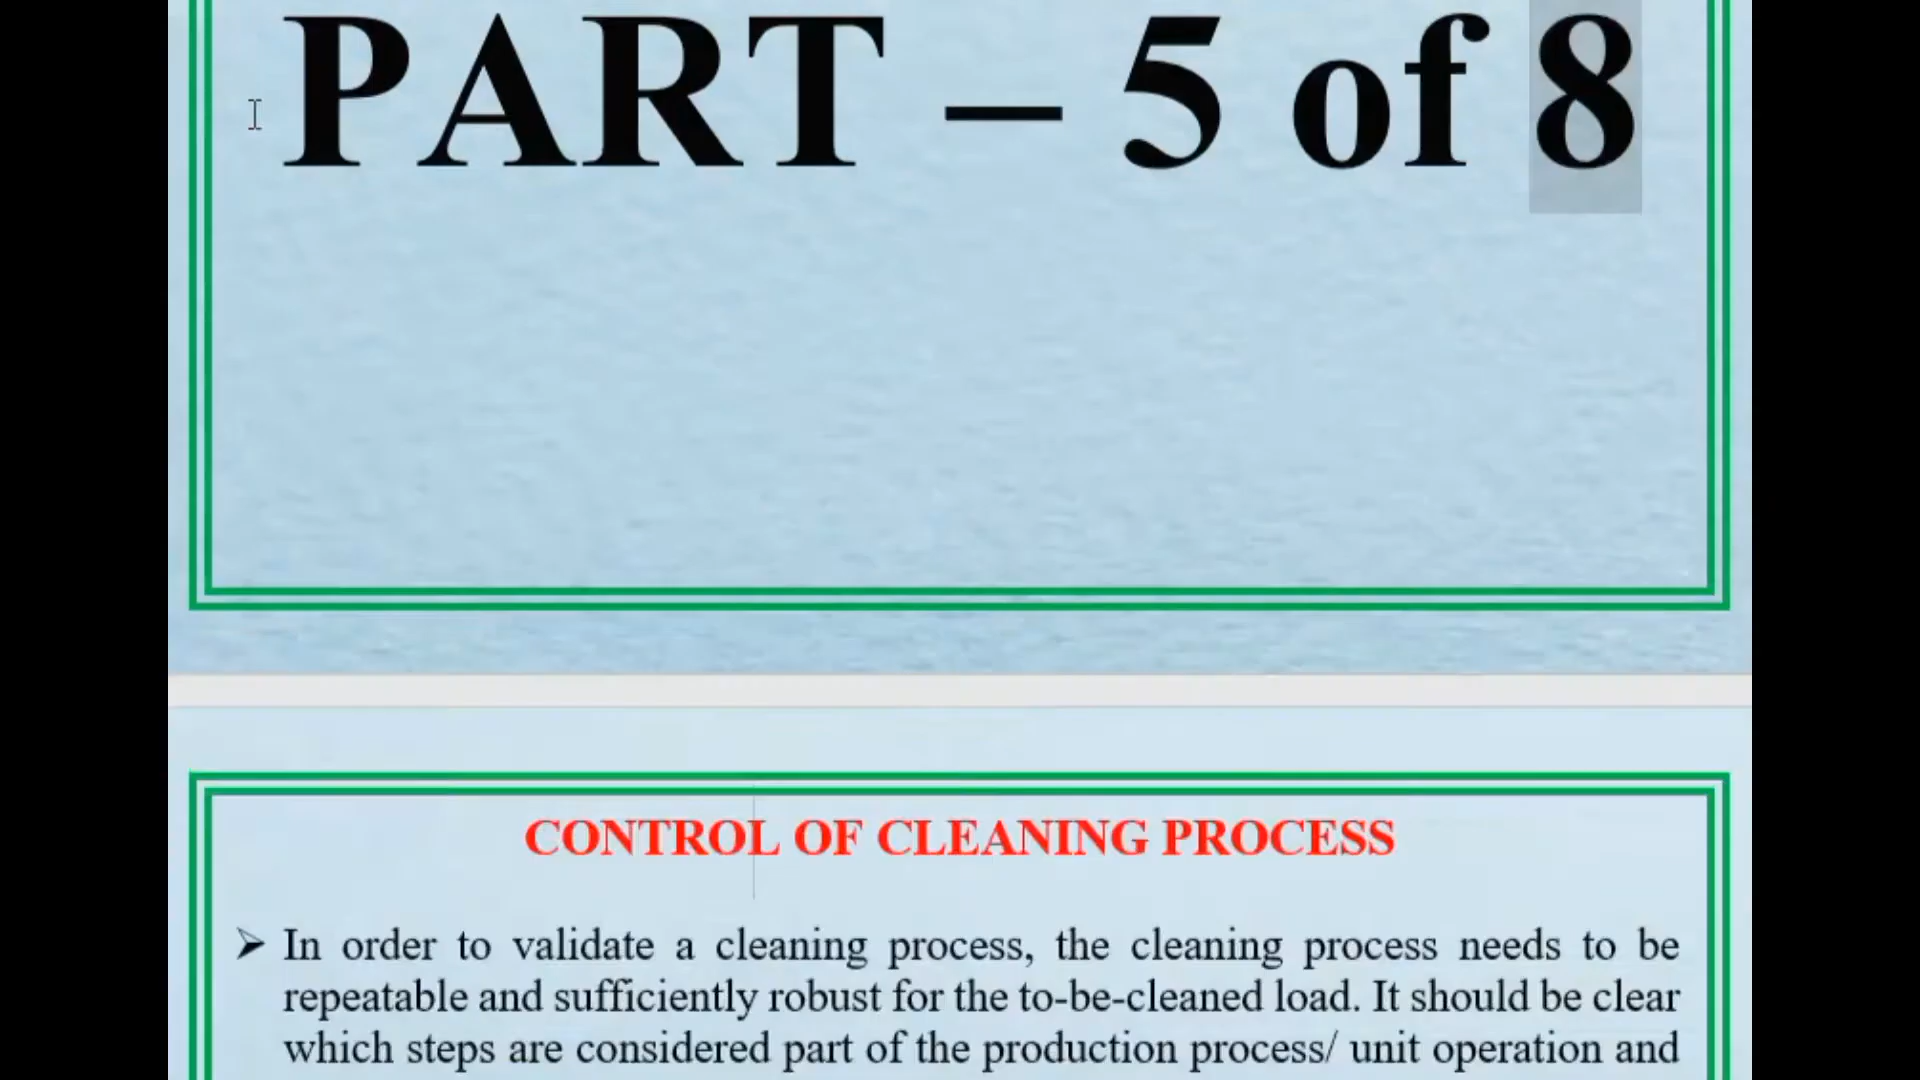 PART – 5 of 8
CONTROL OF CLEANING PROCESS
➢ In order to validate a cleaning process, the cleaning process needs to be
repeatable and sufficiently robust for the to-be-cleaned load. It should be clear
which steps are considered part of the production process/ unit operation and